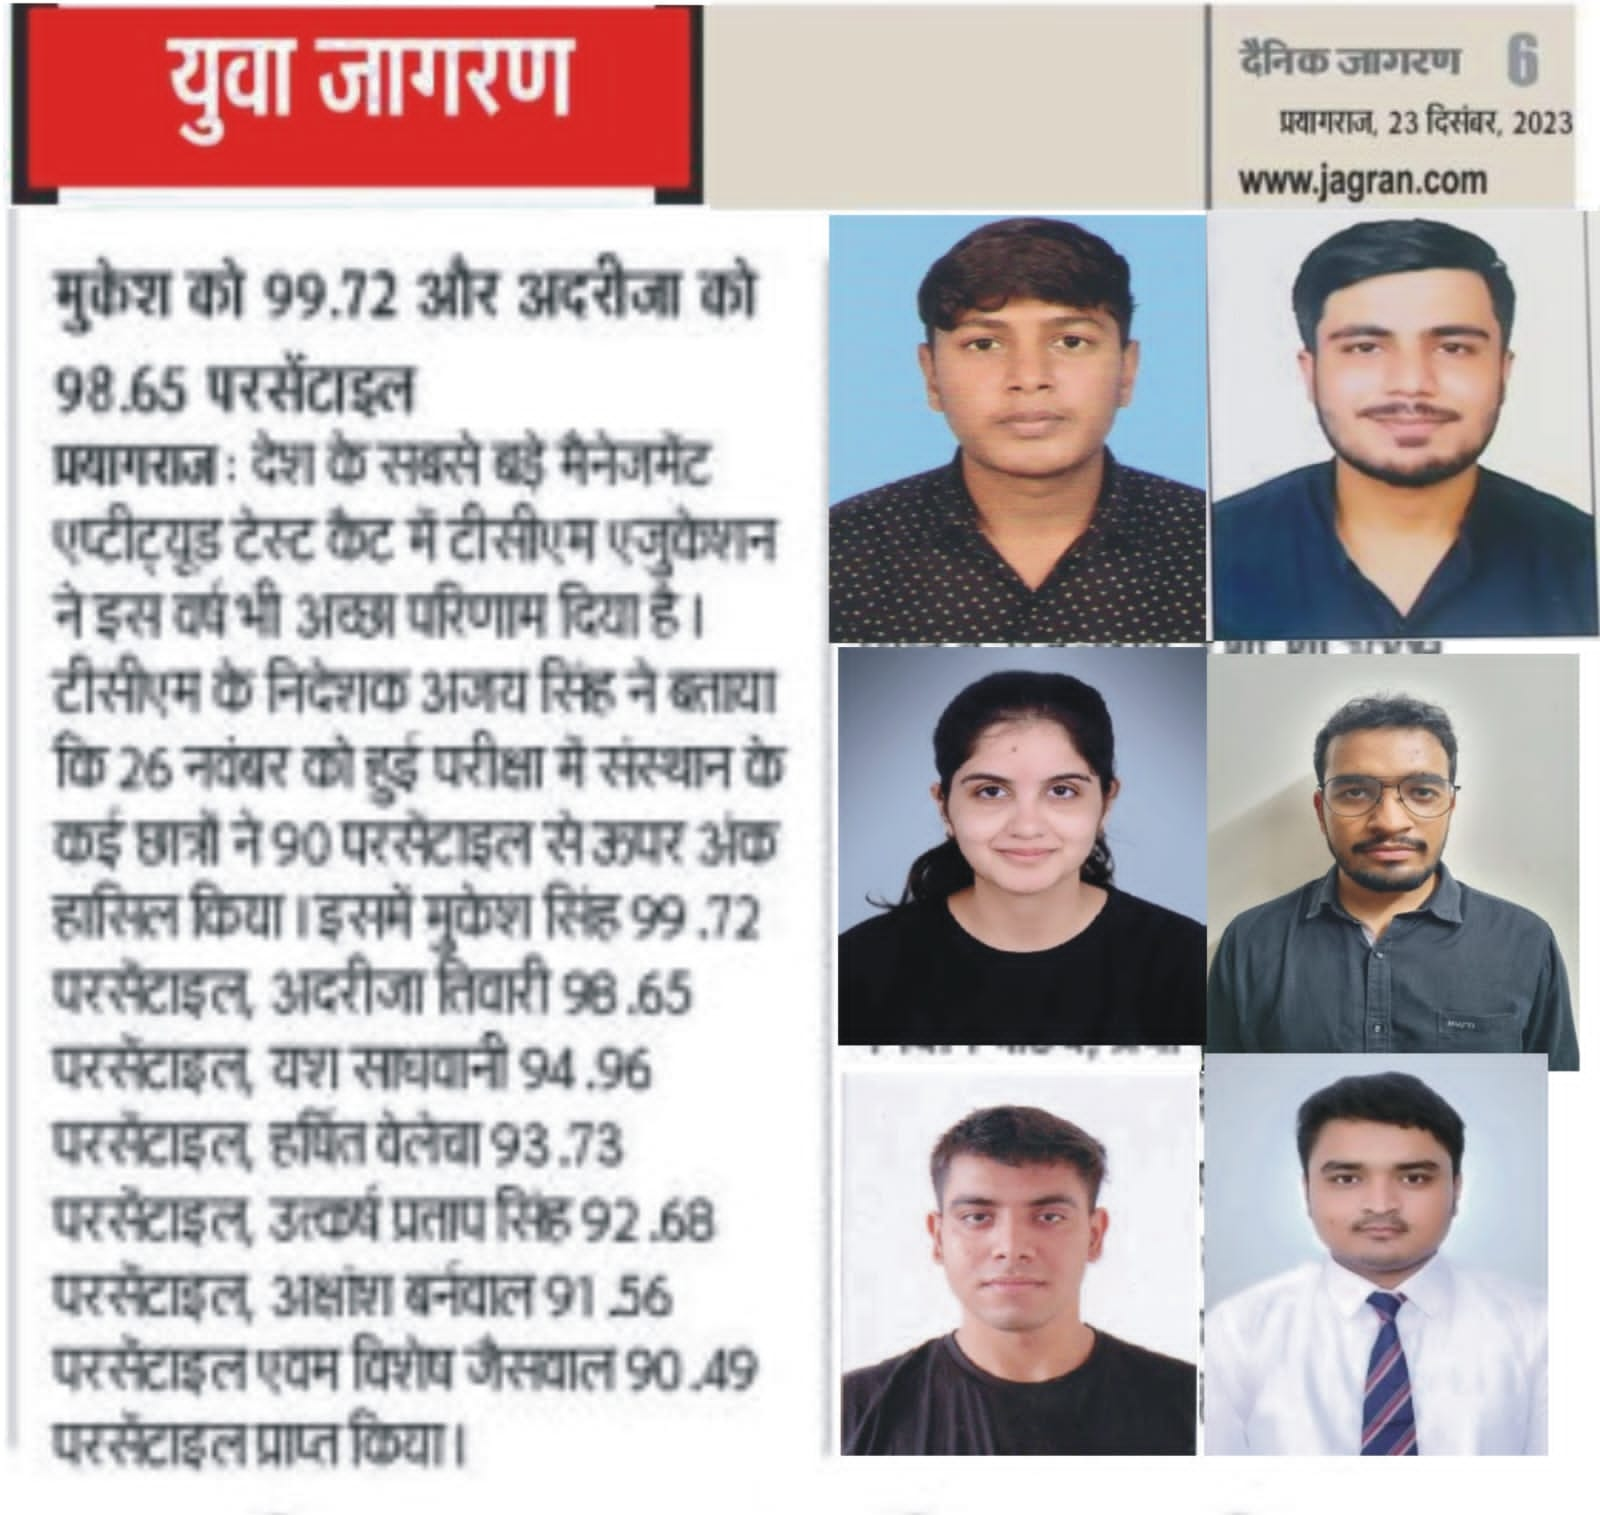 युवा जागरण
दैनिक जागरण 6
प्रयागराज, 23 दिसंबर, 2023
www.jagran.com
मुकेश को 99.72 और अदरीजा को
98.65 परसेंटाइल
प्रयागराज : देश के सबसे बड़े मैनेजमेंट
एप्टीट्यूड टेस्ट कैट में टीसीएम एजुकेशन
ने इस वर्ष भी अच्छा परिणाम दिया है ।
टीसीएम के निदेशक अजय सिंह ने बताया
कि 26 नवंबर को हुई परीक्षा में संस्थान के
कई छात्रों ने 90 परसेंटाइल से ऊपर अंक
हासिल किया । इसमें मुकेश सिंह 99.72
परसेंटाइल, अदरीजा तिवारी 98.65
परसेंटाइल, यश साधवानी 94.96
परसेंटाइल, हर्षित वेलेचा 93.73
परसेंटाइल, उत्कर्ष प्रताप सिंह 92.68
परसेंटाइल, अक्षांश बर्नवाल 91.56
परसेंटाइल एवम विशेष जैसवाल 90.49
परसेंटाइल प्राप्त किया ।